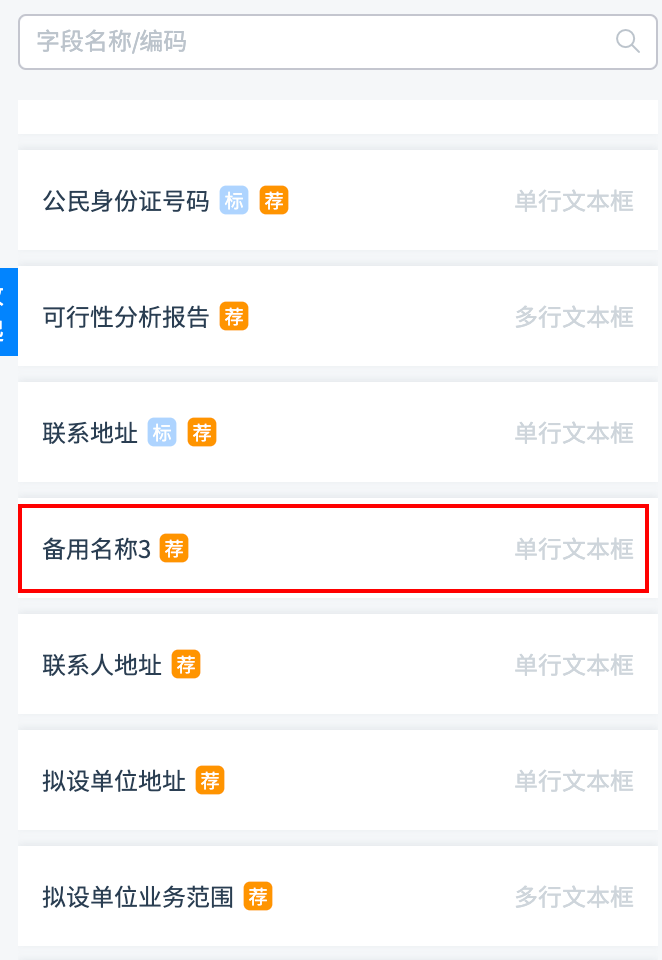 字段名称/编码
公民身份证号码 标 荐 单行文本框
可行性分析报告 荐 多行文本框
联系地址 标 荐 单行文本框
备用名称3 荐 单行文本框
联系人地址 荐 单行文本框
拟设单位地址 荐 单行文本框
拟设单位业务范围 荐 多行文本框